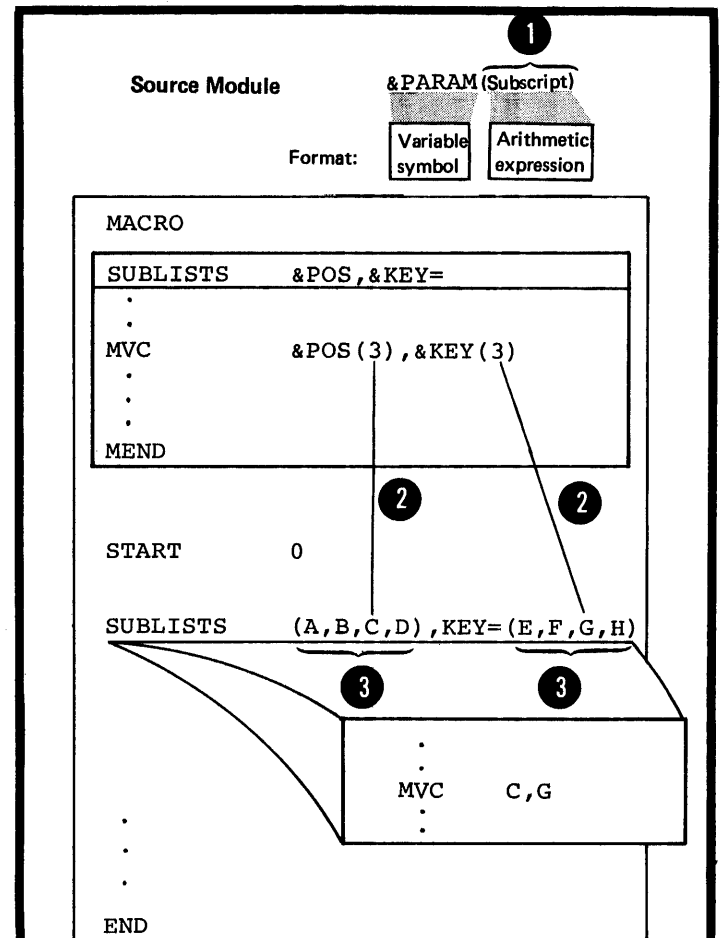 1
Source Module &PARAM(Subscript)
Format: Variable symbol Arithmetic expression
MACRO
SUBLISTS &POS,&KEY=
.
.
MVC &POS(3),&KEY(3)
.
.
.
MEND
2 2
START 0
SUBLISTS (A,B,C,D),KEY=(E,F,G,H)
3 3
.
.
MVC C,G
.
.
.
.
.
END